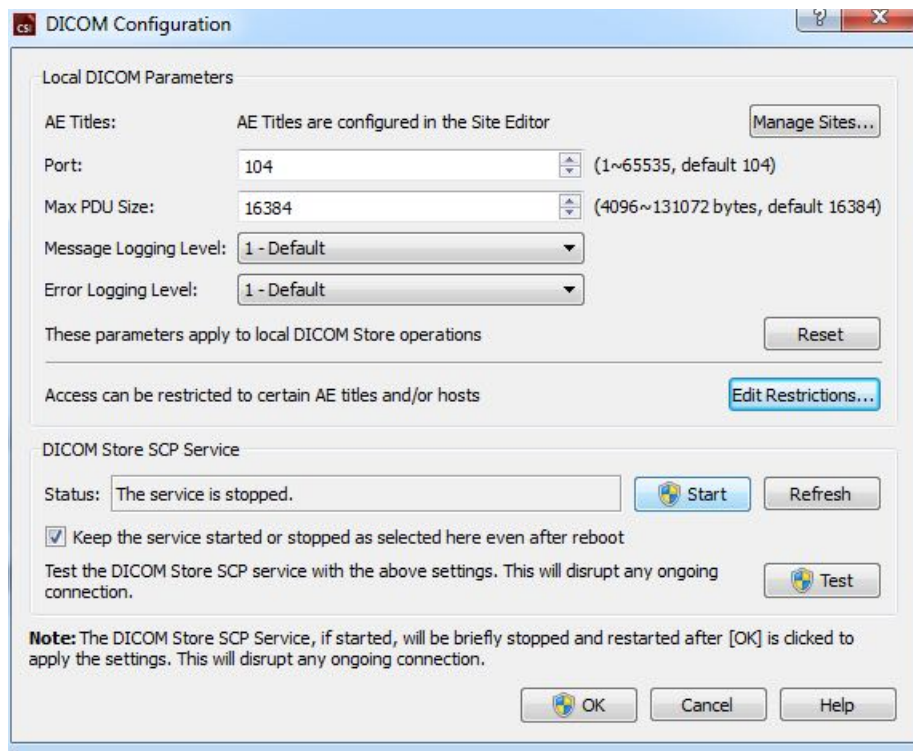 CSI DICOM Configuration
?
X
Local DICOM Parameters
AE Titles: AE Titles are configured in the Site Editor Manage Sites...
Port: 104 (1~65535, default 104)
Max PDU Size: 16384 (4096~131072 bytes, default 16384)
Message Logging Level: 1 - Default
Error Logging Level: 1 - Default
These parameters apply to local DICOM Store operations Reset
Access can be restricted to certain AE titles and/or hosts Edit Restrictions...
DICOM Store SCP Service
Status: The service is stopped. Start Refresh
Keep the service started or stopped as selected here even after reboot
Test the DICOM Store SCP service with the above settings. This will disrupt any ongoing
connection. Test
Note: The DICOM Store SCP Service, if started, will be briefly stopped and restarted after [OK] is clicked to
apply the settings. This will disrupt any ongoing connection.
OK Cancel Help